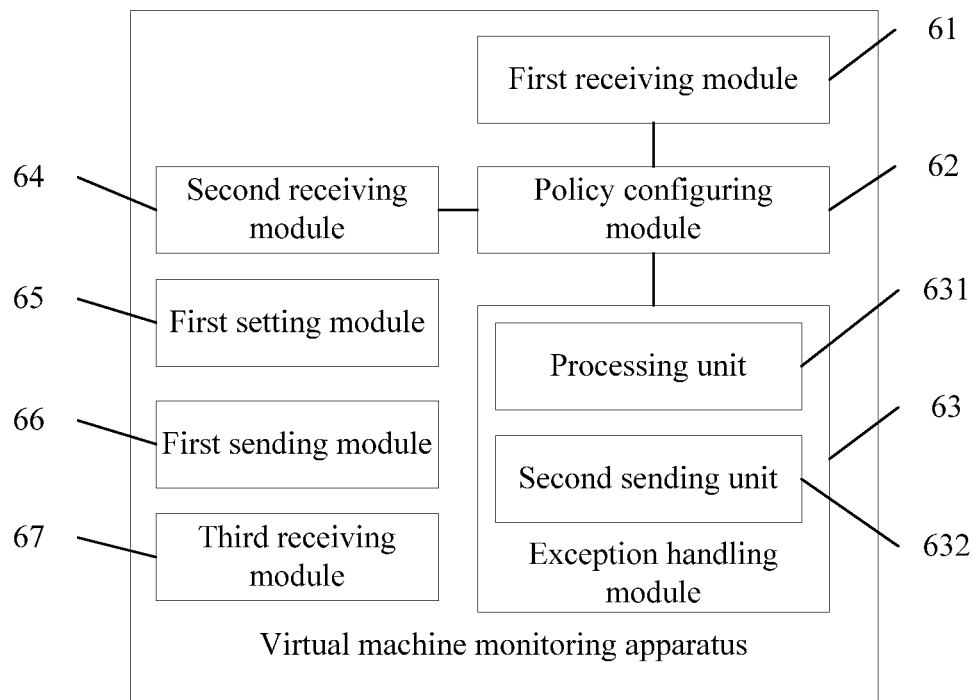 61
First receiving module
64
Second receiving
module
Policy configuring
module
62
65
First setting module
631
Processing unit
66
First sending module
63
Second sending unit
67
Third receiving
module
632
Exception handling
module
Virtual machine monitoring apparatus